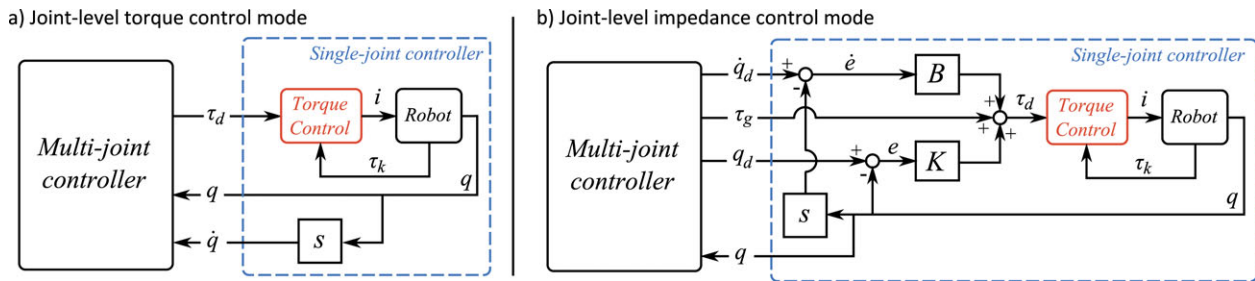 a) Joint-level torque control mode
Single-joint controller
Multi-joint
controller
τd
Torque
Control
i
Robot
τk
q
q
q̇
s
b) Joint-level impedance control mode
Single-joint controller
Multi-joint
controller
q̇d
+
-
ė
B
τg
+
+
+
τd
Torque
Control
i
Robot
τk
qd
+
-
e
K
s
q
q